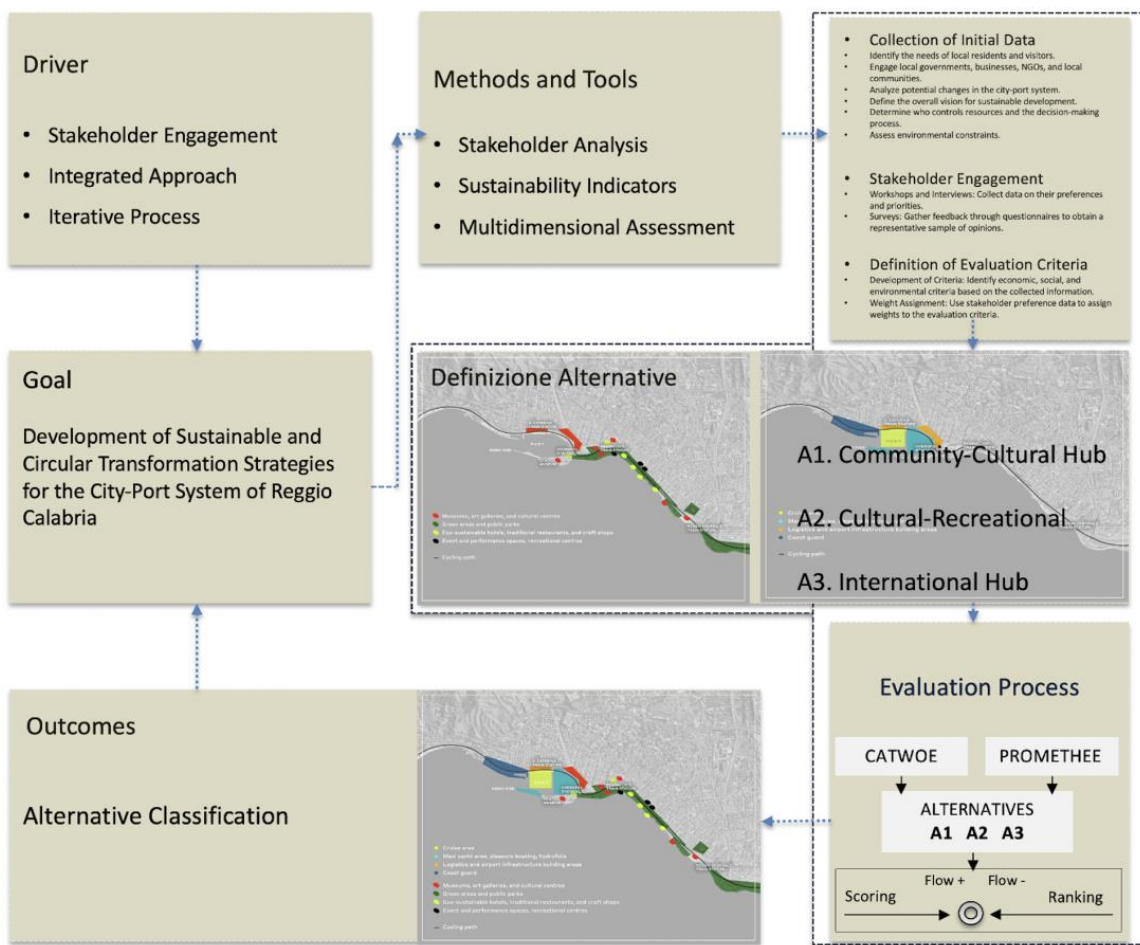 Driver
• Stakeholder Engagement
• Integrated Approach
• Iterative Process
Methods and Tools
• Stakeholder Analysis
• Sustainability Indicators
• Multidimensional Assessment
• Collection of Initial Data
• Identify the needs of local residents and visitors.
• Engage local governments, businesses, NGOs, and local
communities.
• Analyze potential changes in the city-port system.
• Define the overall vision for sustainable development.
• Determine who controls resources and the decision-making
process.
• Assess environmental constraints.
• Stakeholder Engagement
• Workshops and Interviews: Collect data on their preferences
and priorities.
• Surveys: Gather feedback through questionnaires to obtain a
representative sample of opinions.
• Definition of Evaluation Criteria
• Development of Criteria: Identify economic, social, and
environmental criteria based on the collected information.
• Weight Assignment: Use stakeholder preference data to assign
weights to the evaluation criteria.
Goal
Development of Sustainable and
Circular Transformation Strategies
for the City-Port System of Reggio
Calabria
Definizione Alternative
Museums, art galleries, and cultural centres
Green areas and public parks
Eco-sustainable hotels, traditional restaurants, and craft shops
Event and performance spaces, recreational centres
Cycling path
A1. Community-Cultural Hub
A2. Cultural-Recreational
A3. International Hub
Logistics and airport infrastructure building areas
Coast guard
Cycling path
Evaluation Process
CATWOE
PROMETHEE
ALTERNATIVES
A1 A2 A3
Flow + Flow -
Scoring
Ranking
Outcomes
Alternative Classification
Cruise area
Maxi yacht area, pleasure boating, hydrofoils
Logistics and airport infrastructure building areas
Coast guard
Museums, art galleries, and cultural centres
Green areas and public parks
Eco-sustainable hotels, traditional restaurants, and craft shops
Event and performance spaces, recreational centres
Cycling path